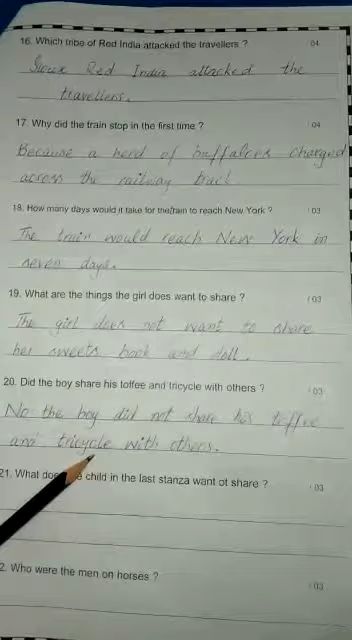 16. Which tribe of Red India attacked the travellers ? 04
Sioux Red India attacked the
travellers.
17. Why did the train stop in the first time ? 04
Because a herd of buffaloes charged
across the railway track
18. How many days would it take for the train to reach New York ? 03
The train would reach New York in
seven days.
19. What are the things the girl does want to share ? 03
The girl does not want to share
her sweets book and doll.
20. Did the boy share his toffee and tricycle with others ? 03
No the boy did not share his toffee
and tricycle with others.
21. What child in the last stanza want ot share ? 03
2. Who were the men on horses ? 03